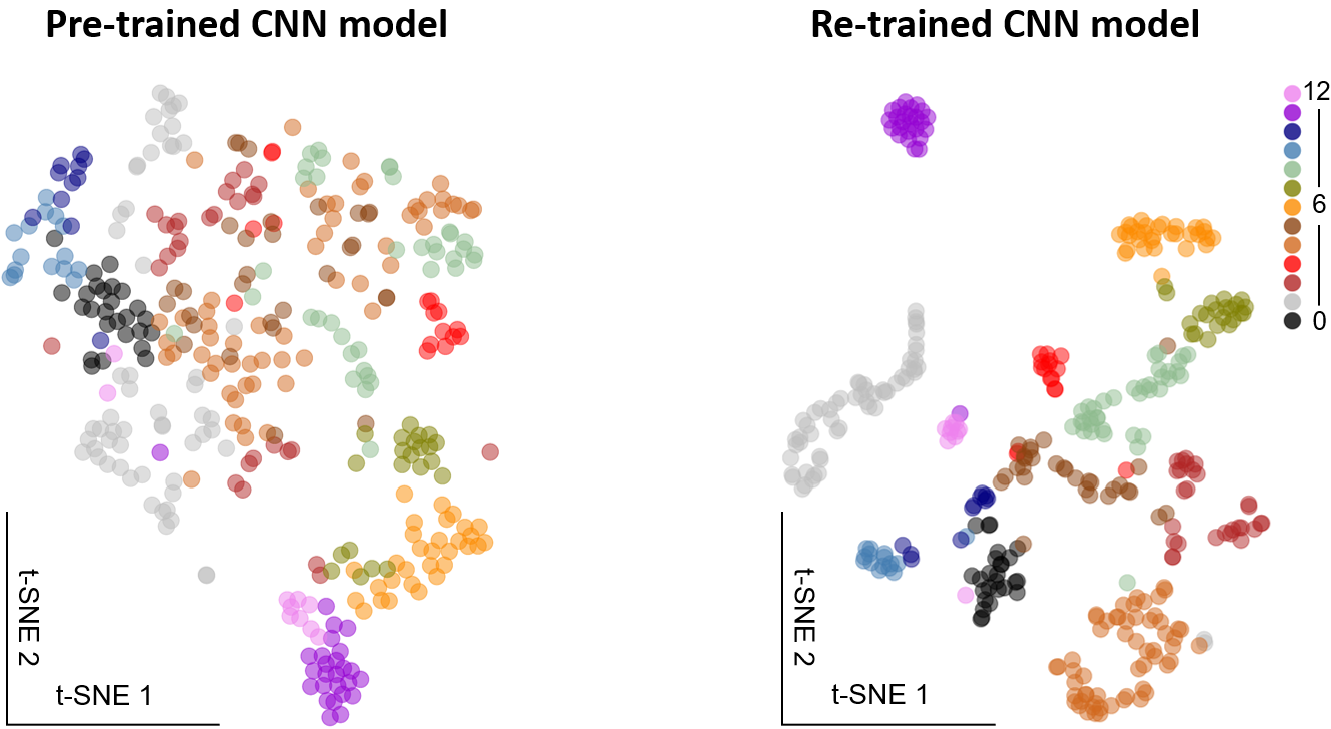 Pre-trained CNN model
Re-trained CNN model
12
6
0
t-SNE 2
t-SNE 1
t-SNE 2
t-SNE 1